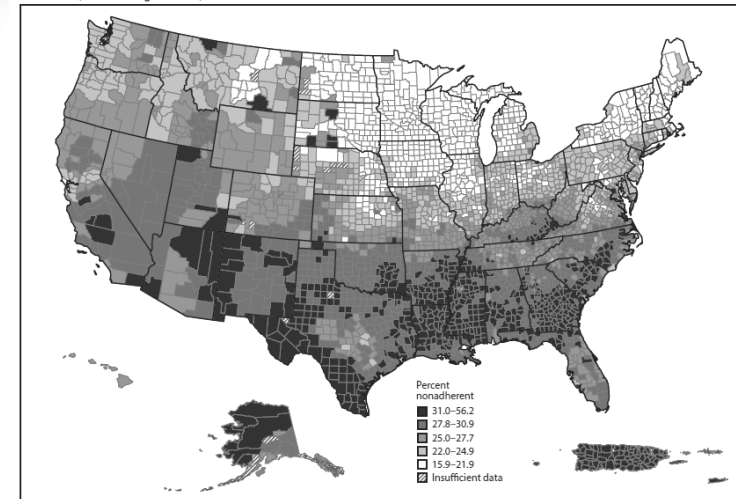 Percent
nonadherent
31.0–56.2
27.8–30.9
25.0–27.7
22.0–24.9
15.9–21.9
Insufficient data